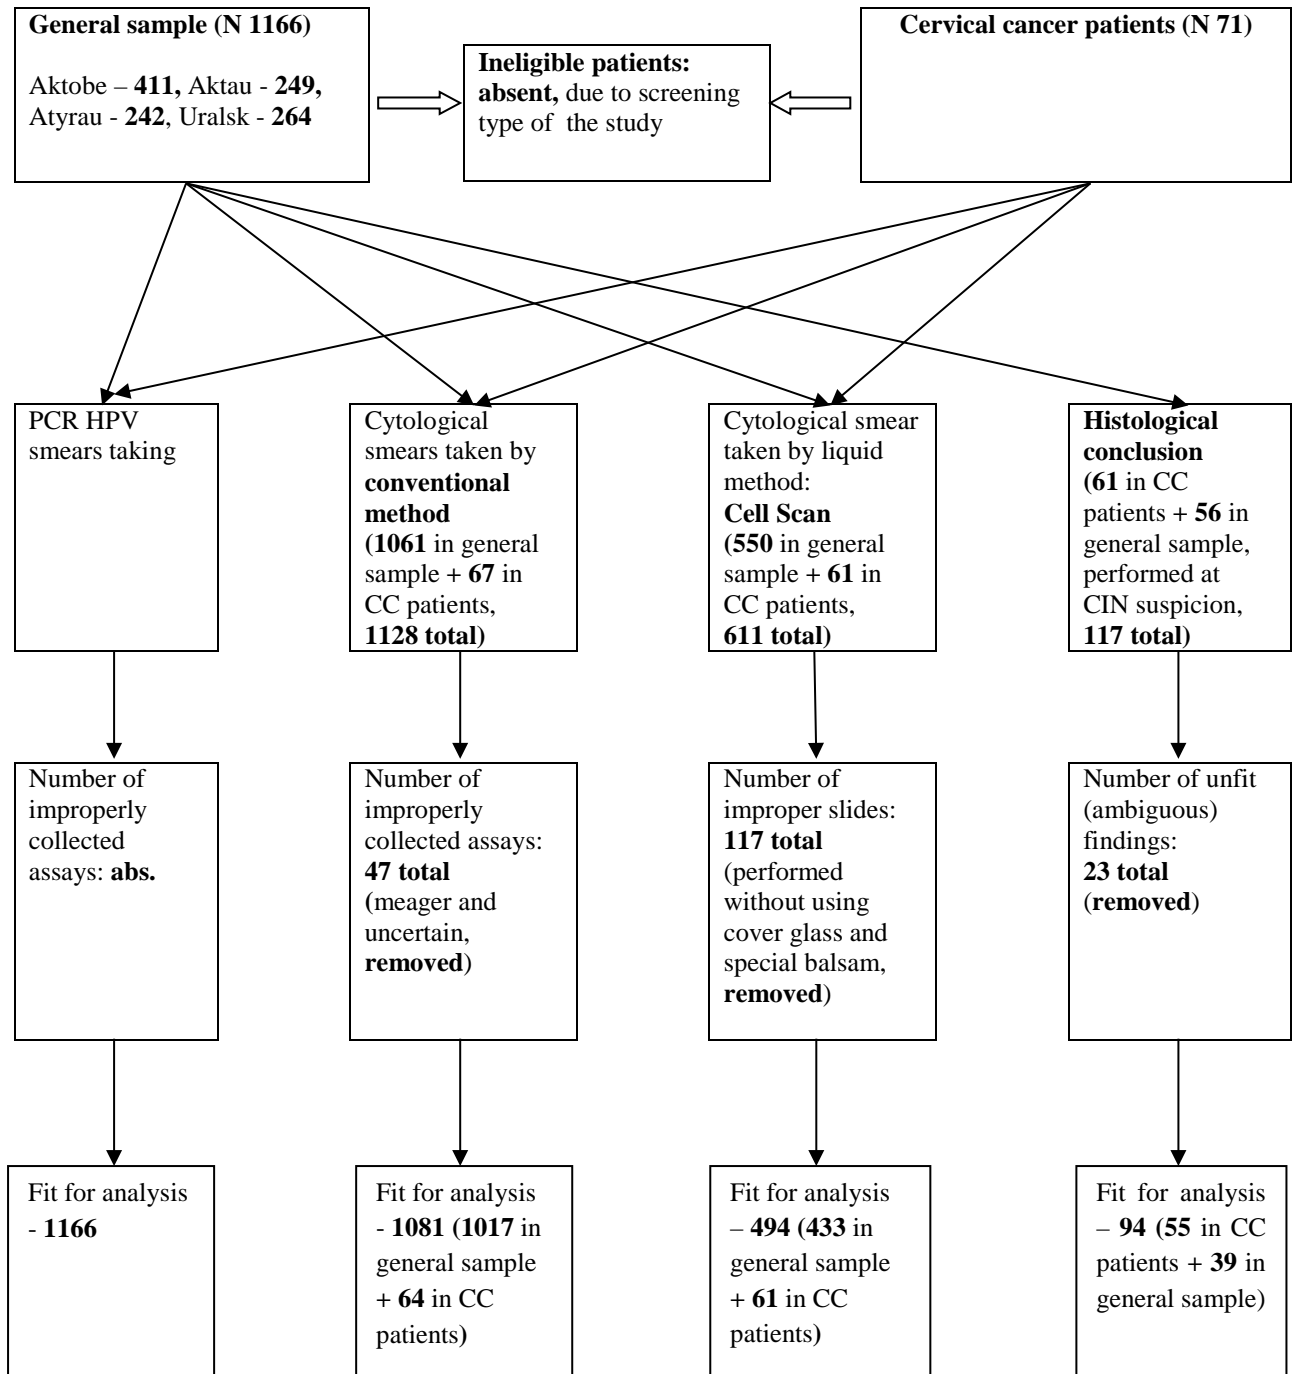 General sample (N 1166)
Aktobe – 411, Aktau - 249,
Atyrau - 242, Uralsk - 264
Ineligible patients:
absent, due to screening
type of the study
Cervical cancer patients (N 71)
PCR HPV
smears taking
Cytological
smears taken by
conventional
method
(1061 in general
sample + 67 in
CC patients,
1128 total)
Cytological smear
taken by liquid
method:
Cell Scan
(550 in general
sample + 61 in
CC patients,
611 total)
Histological
conclusion
(61 in CC
patients + 56 in
general sample,
performed at
CIN suspicion,
117 total)
Number of
improperly
collected
assays: abs.
Number of
improperly
collected assays:
47 total
(meager and
uncertain,
removed)
Number of
improper slides:
117 total
(performed
without using
cover glass and
special balsam,
removed)
Number of unfit
(ambiguous)
findings:
23 total
(removed)
Fit for analysis
- 1166
Fit for analysis
- 1081 (1017 in
general sample
+ 64 in CC
patients)
Fit for analysis
– 494 (433 in
general sample
+ 61 in CC
patients)
Fit for analysis
– 94 (55 in CC
patients + 39 in
general sample)